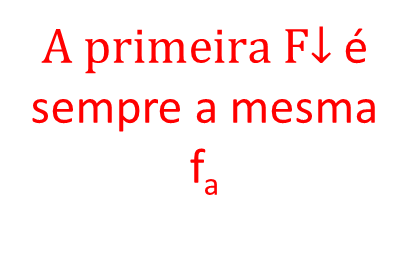 A primeira F↓ é
sempre a mesma
fₐ